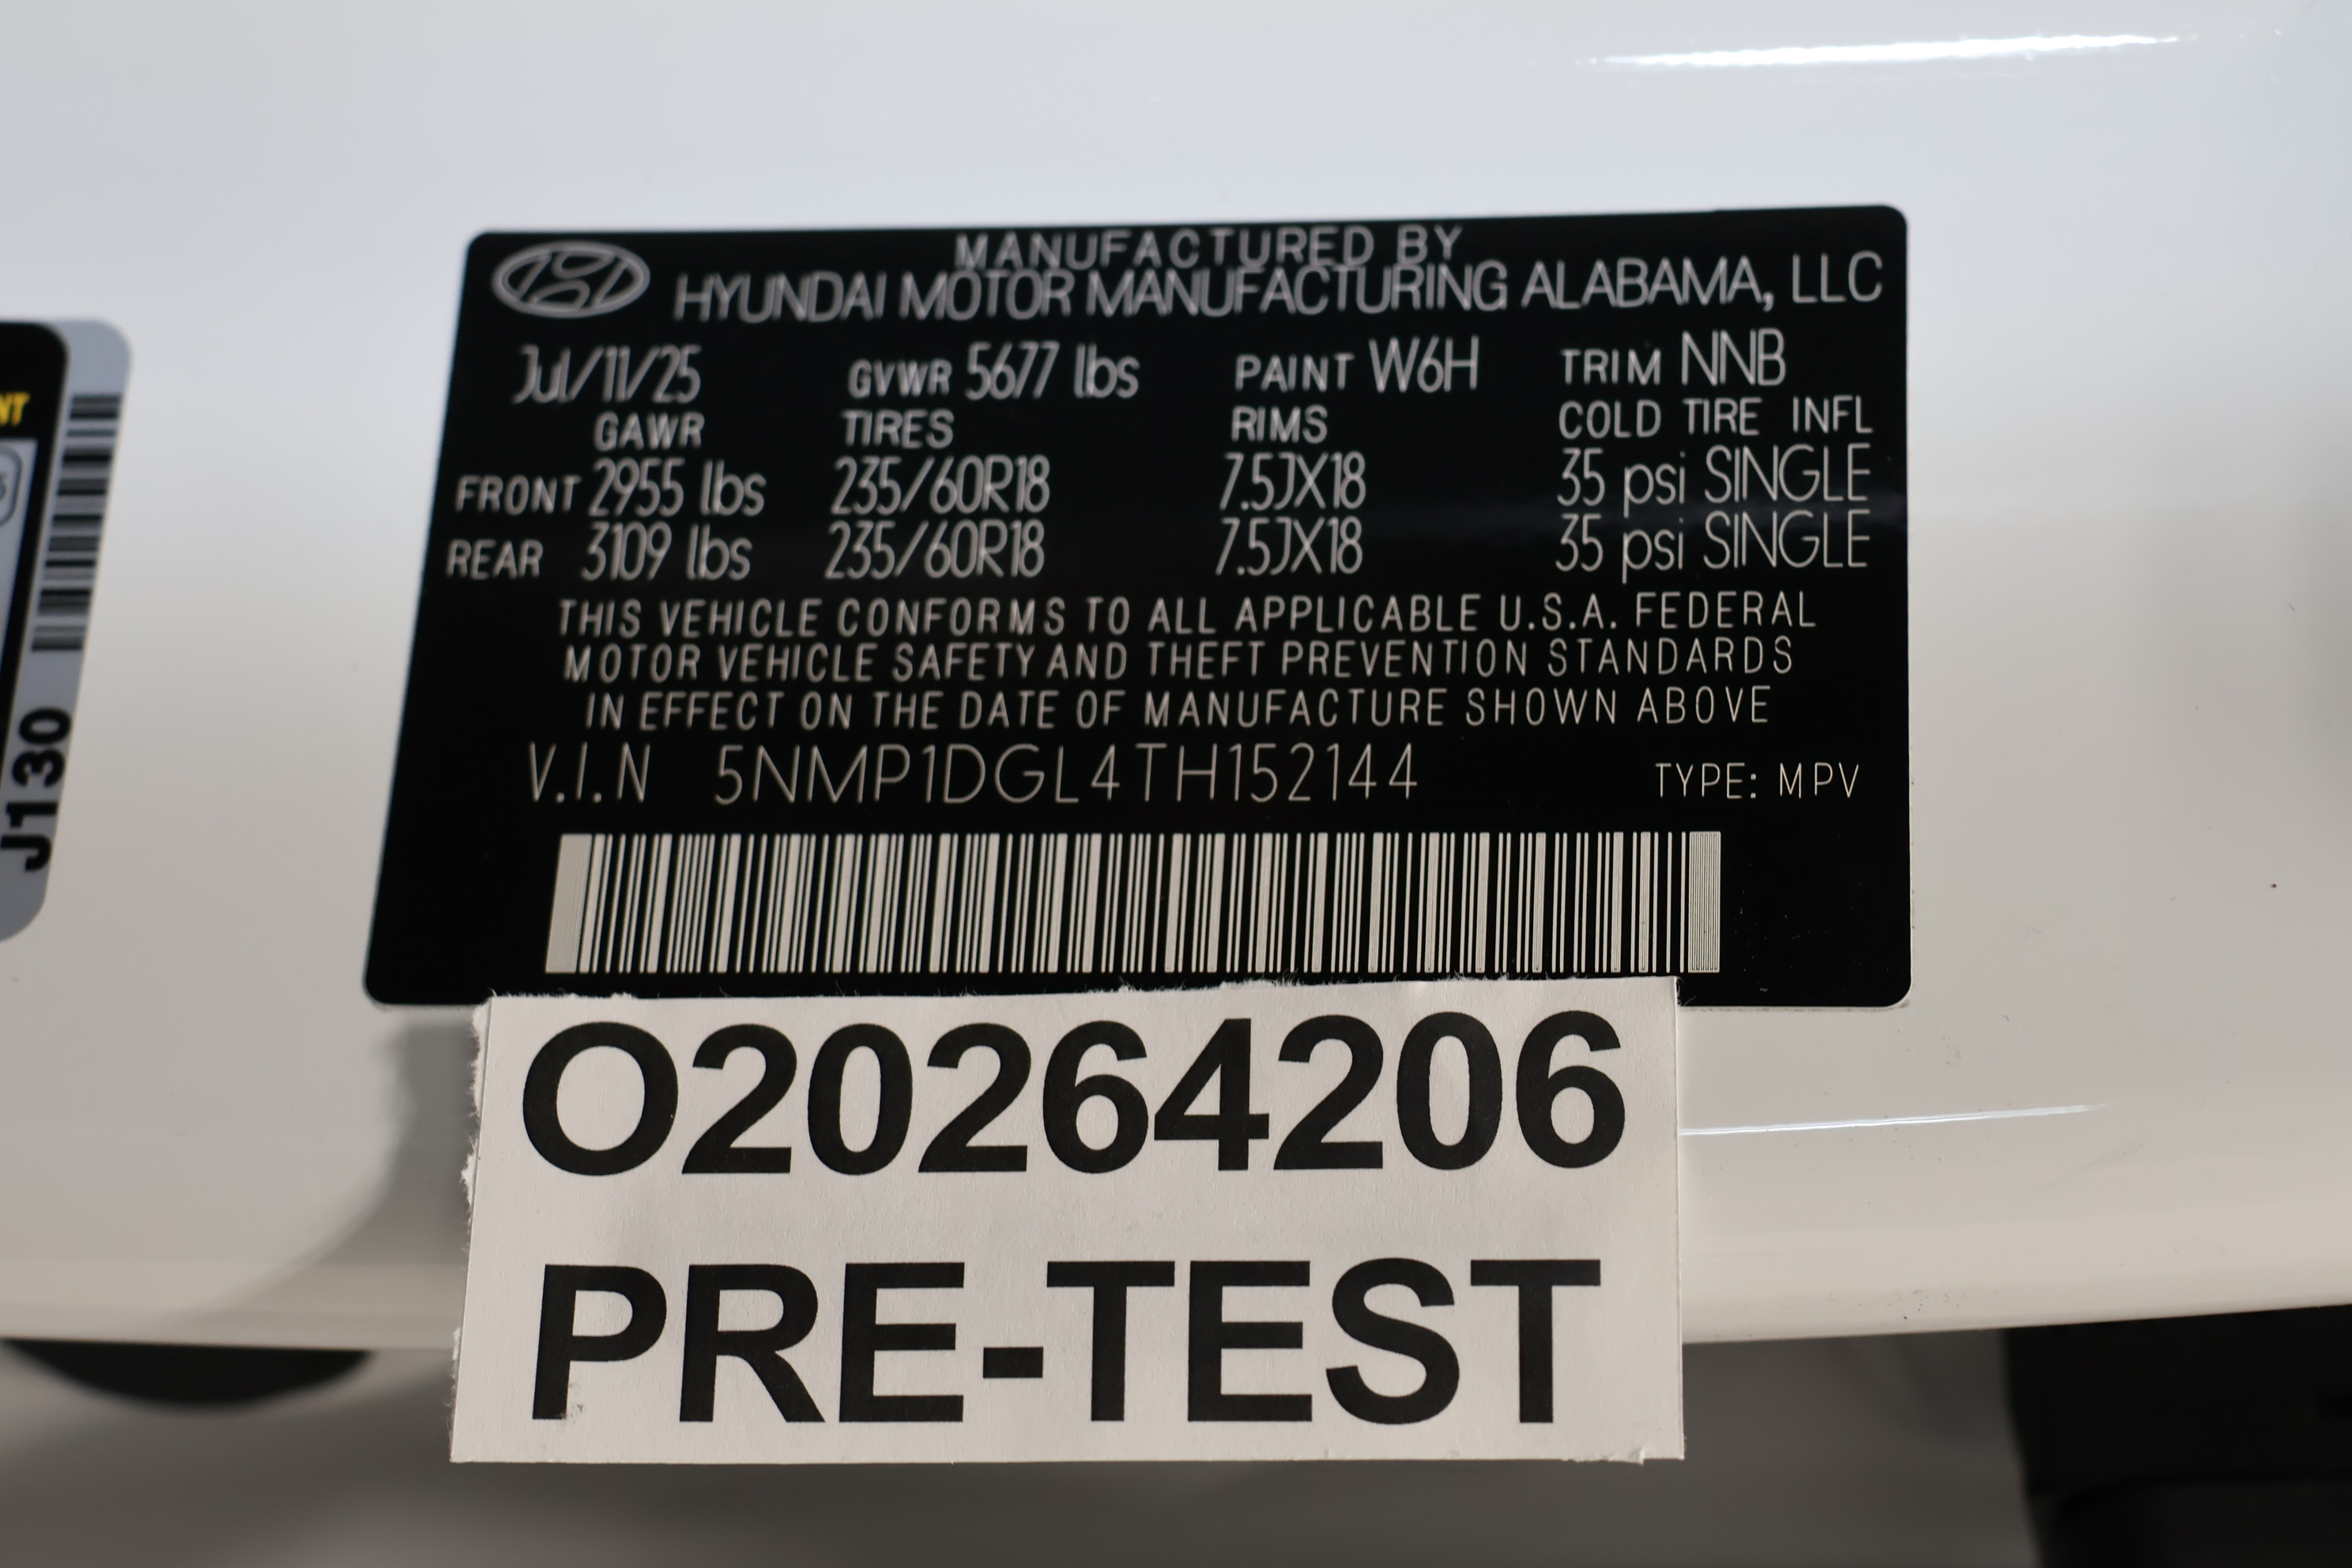 MANUFACTURED BY
HYUNDAI MOTOR MANUFACTURING ALABAMA, LLC
Jul/11/25 GVWR 5677 lbs PAINT W6H TRIM NNB
GAWR TIRES RIMS COLD TIRE INFL
FRONT 2955 lbs 235/60R18 7.5JX18 35 psi SINGLE
REAR 3109 lbs 235/60R18 7.5JX18 35 psi SINGLE
THIS VEHICLE CONFORMS TO ALL APPLICABLE U.S.A. FEDERAL
MOTOR VEHICLE SAFETY AND THEFT PREVENTION STANDARDS
IN EFFECT ON THE DATE OF MANUFACTURE SHOWN ABOVE
V.I.N 5NMP1DGL4TH152144 TYPE: MPV
O20264206
PRE-TEST
NT
J130